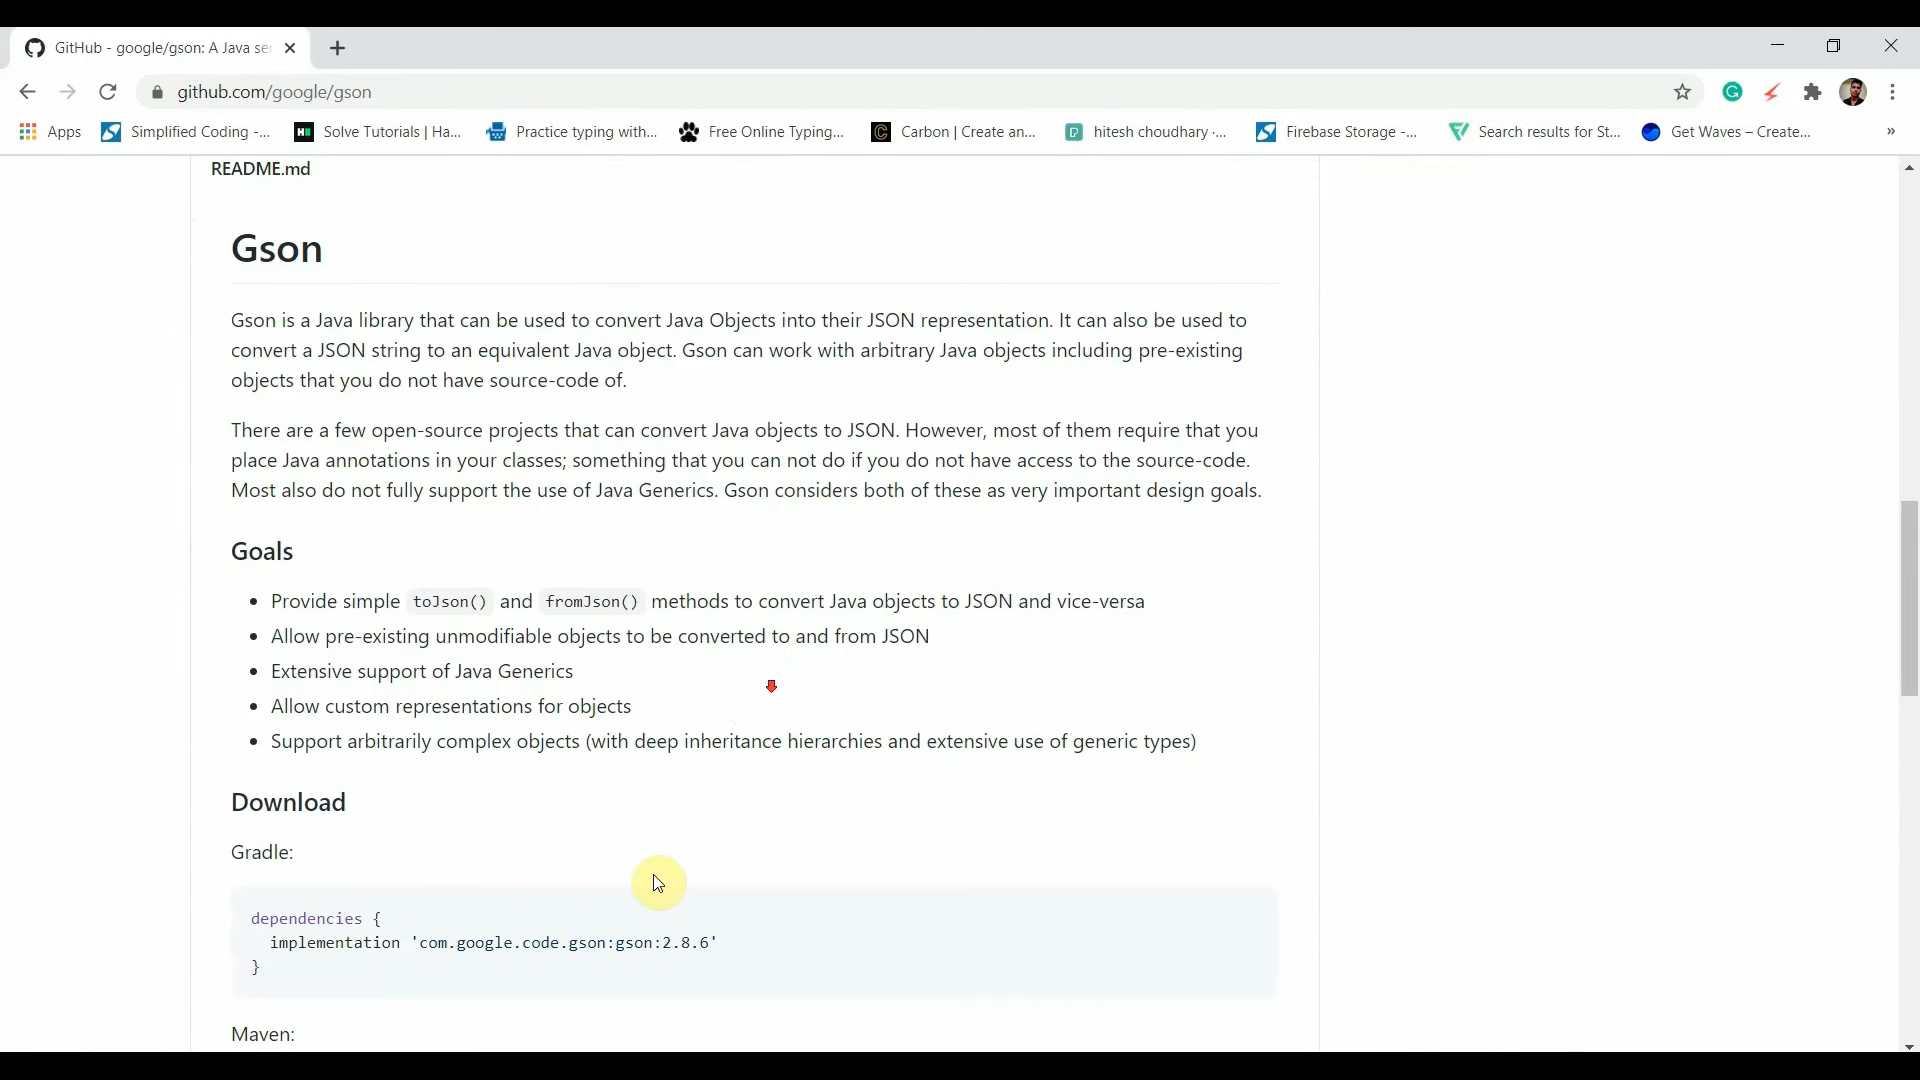 GitHub - google/gson: A Java se
github.com/google/gson
Apps
Simplified Coding -...
Solve Tutorials | Ha...
Practice typing with...
Free Online Typing...
Carbon | Create an...
hitesh choudhary ·...
Firebase Storage -...
Search results for St...
Get Waves – Create...
»
README.md
Gson
Gson is a Java library that can be used to convert Java Objects into their JSON representation. It can also be used to
convert a JSON string to an equivalent Java object. Gson can work with arbitrary Java objects including pre-existing
objects that you do not have source-code of.
There are a few open-source projects that can convert Java objects to JSON. However, most of them require that you
place Java annotations in your classes; something that you can not do if you do not have access to the source-code.
Most also do not fully support the use of Java Generics. Gson considers both of these as very important design goals.
Goals
• Provide simple toJson() and fromJson() methods to convert Java objects to JSON and vice-versa
• Allow pre-existing unmodifiable objects to be converted to and from JSON
• Extensive support of Java Generics
• Allow custom representations for objects
• Support arbitrarily complex objects (with deep inheritance hierarchies and extensive use of generic types)
Download
Gradle:
dependencies {
implementation 'com.google.code.gson:gson:2.8.6'
}
Maven: